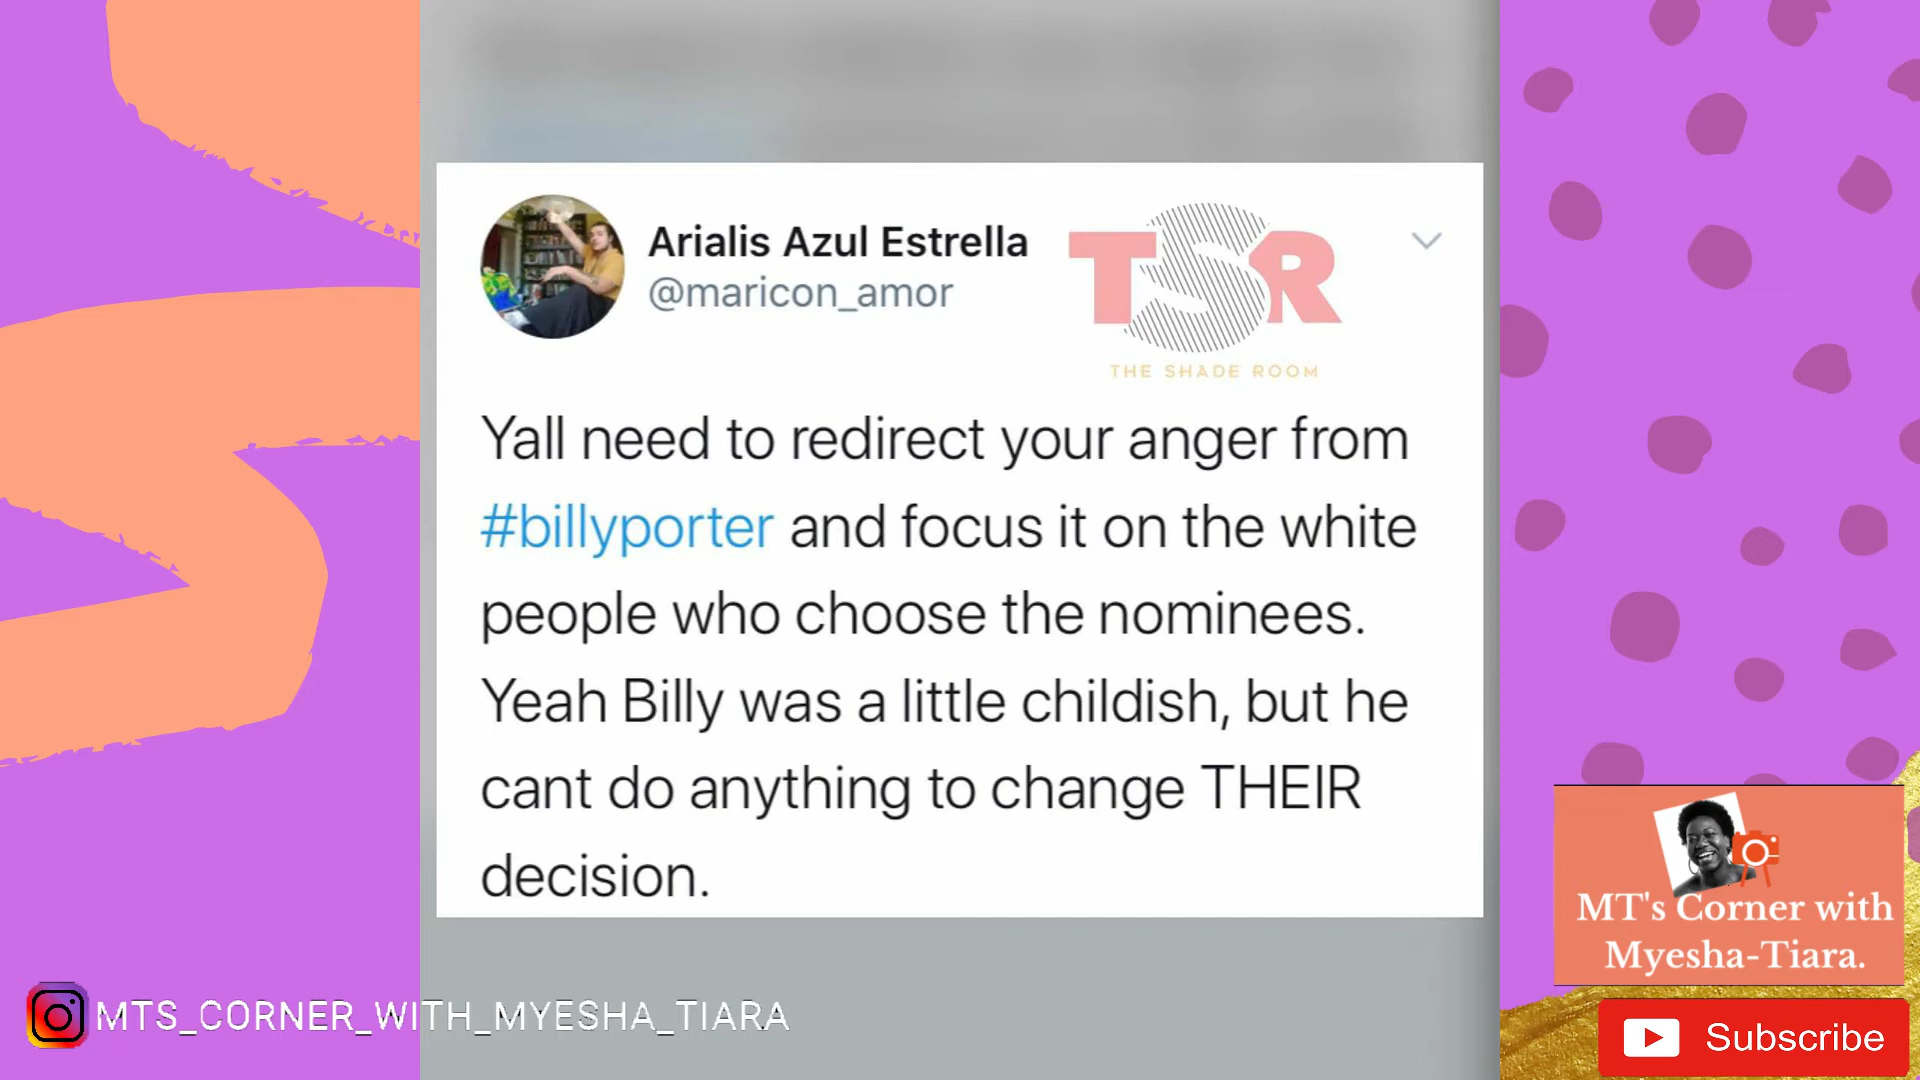 Arialis Azul Estrella
@maricon_amor
TSR
THE SHADE ROOM
Yall need to redirect your anger from
#billyporter and focus it on the white
people who choose the nominees.
Yeah Billy was a little childish, but he
cant do anything to change THEIR
decision.
MT's Corner with
Myesha-Tiara.
MTS_CORNER_WITH_MYESHA_TIARA
Subscribe